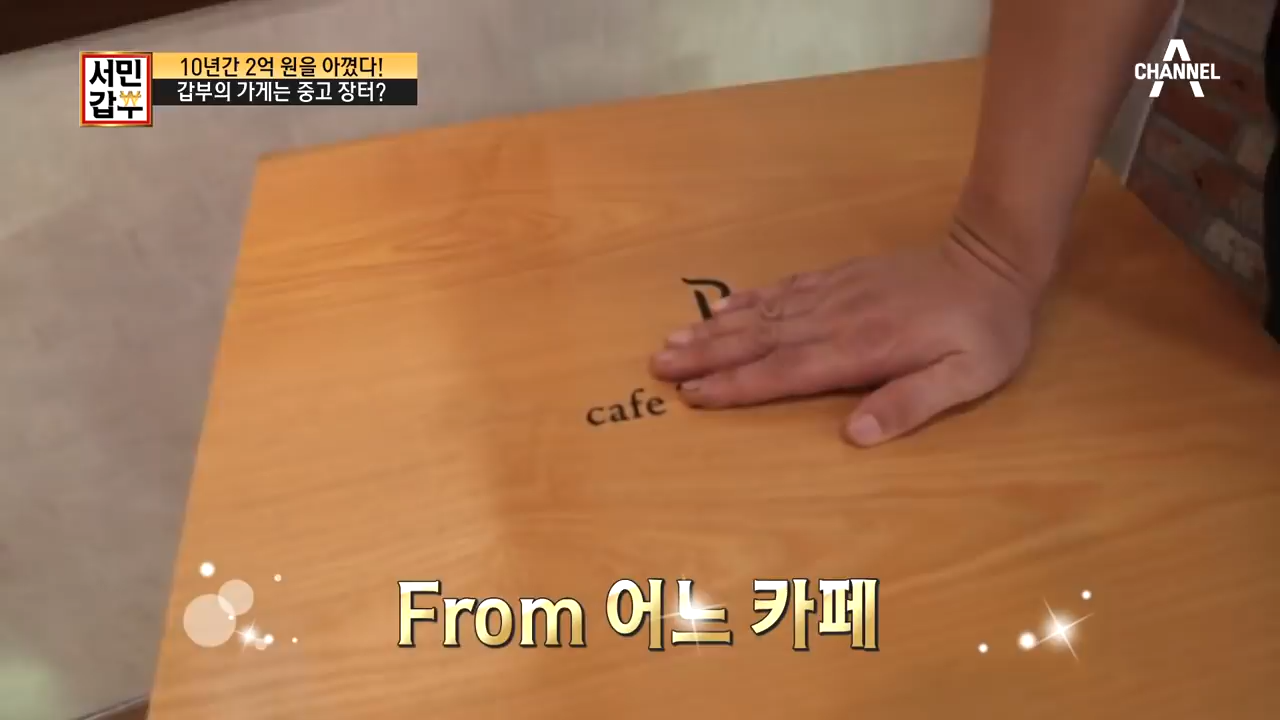 서민
갑부
10년간 2억 원을 아꼈다!
갑부의 가게는 중고 장터?
CHANNEL A
cafe
From 어느 카페